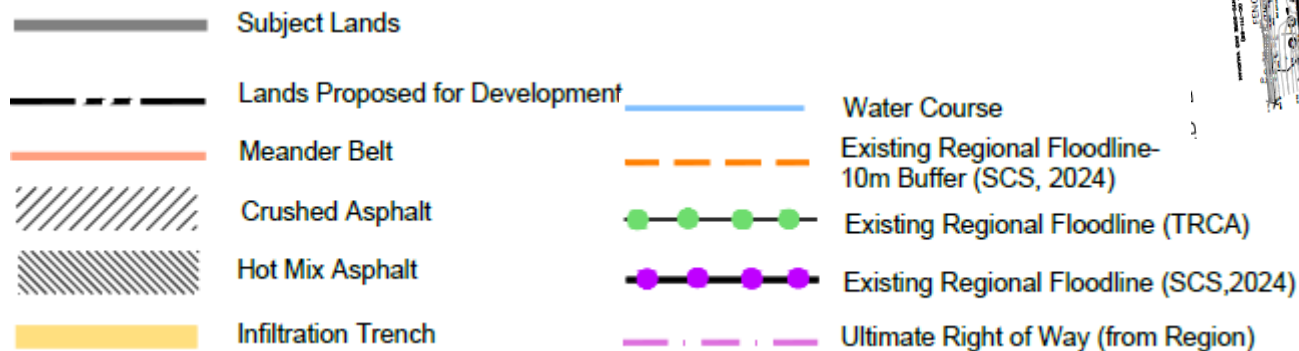 Subject Lands
Lands Proposed for Development
Meander Belt
Crushed Asphalt
Hot Mix Asphalt
Infiltration Trench
Water Course
Existing Regional Floodline-
10m Buffer (SCS, 2024)
Existing Regional Floodline (TRCA)
Existing Regional Floodline (SCS,2024)
Ultimate Right of Way (from Region)